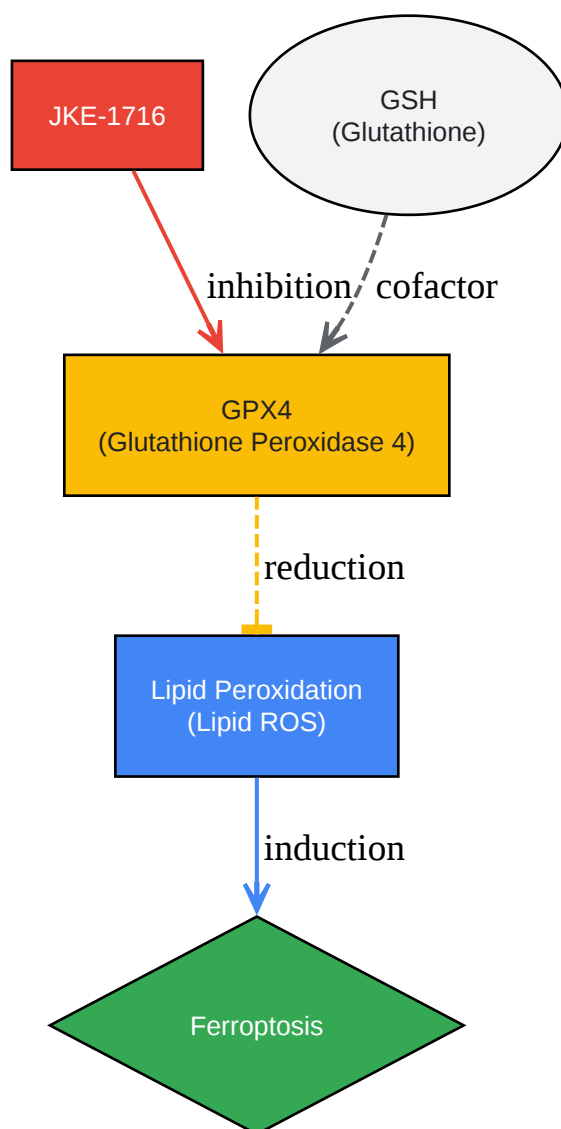 JKE-1716
GSH
(Glutathione)
inhibition
cofactor
GPX4
(Glutathione Peroxidase 4)
reduction
Lipid Peroxidation
(Lipid ROS)
induction
Ferroptosis